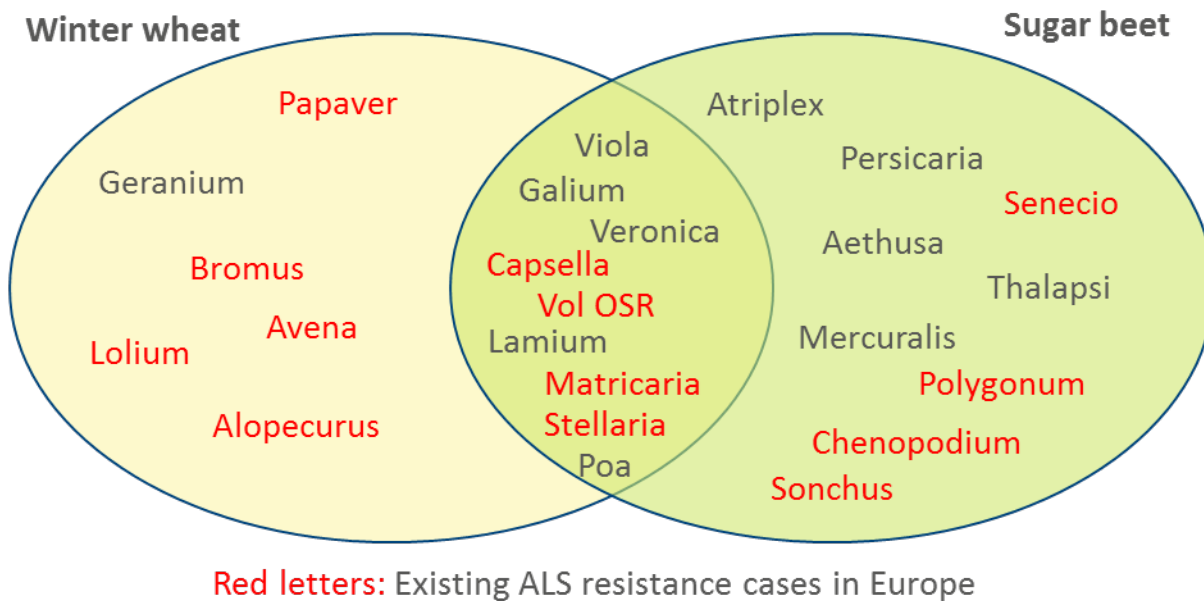 Winter wheat
Sugar beet
Papaver
Geranium
Bromus
Avena
Lolium
Alopecurus
Viola
Galium
Veronica
Capsella
Vol OSR
Lamium
Matricaria
Stellaria
Poa
Atriplex
Persicaria
Senecio
Aethusa
Thalapsi
Mercuralis
Polygonum
Chenopodium
Sonchus
Red letters: Existing ALS resistance cases in Europe